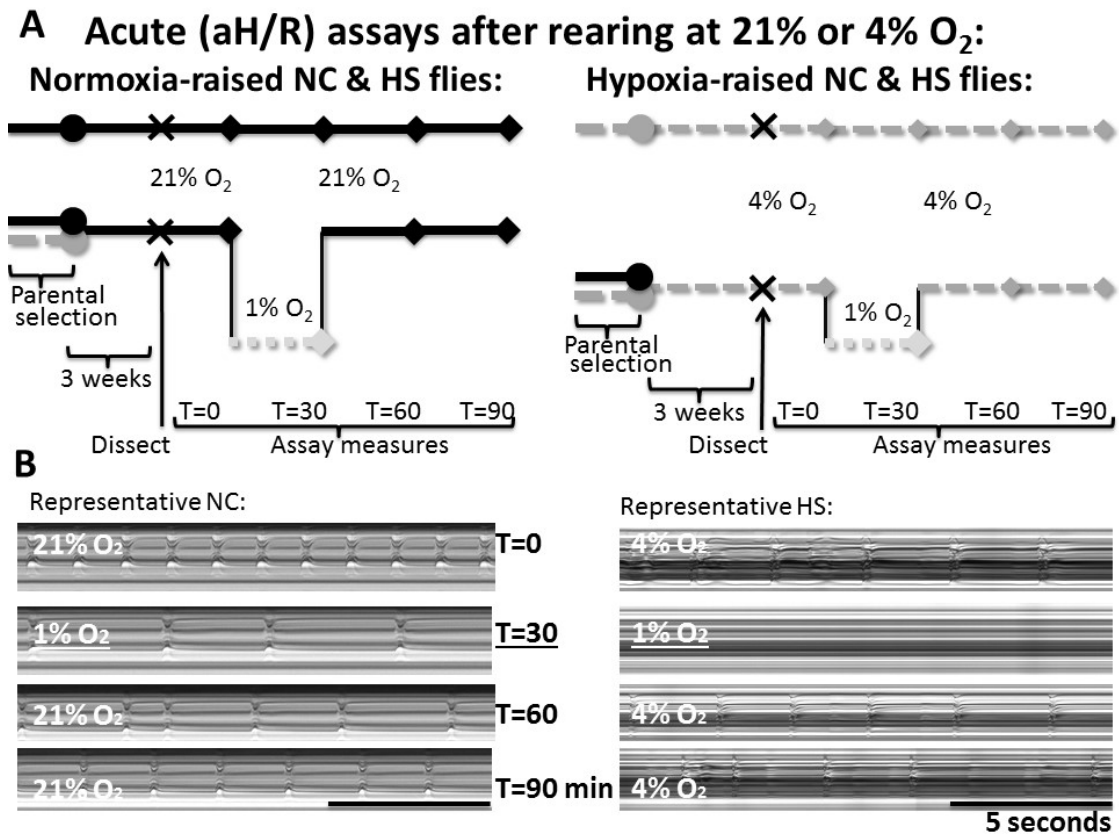 A Acute (aH/R) assays after rearing at 21% or 4% O₂:
Normoxia-raised NC & HS flies:
21% O₂ 21% O₂
1% O₂
Parental
selection
3 weeks
T=0 T=30 T=60 T=90
Dissect Assay measures
Hypoxia-raised NC & HS flies:
4% O₂ 4% O₂
1% O₂
Parental
selection
3 weeks
T=0 T=30 T=60 T=90
Dissect Assay measures
B
Representative NC:
21% O₂ T=0
1% O₂ T=30
21% O₂ T=60
21% O₂ T=90 min
Representative HS:
4% O₂
1% O₂
4% O₂
4% O₂
5 seconds